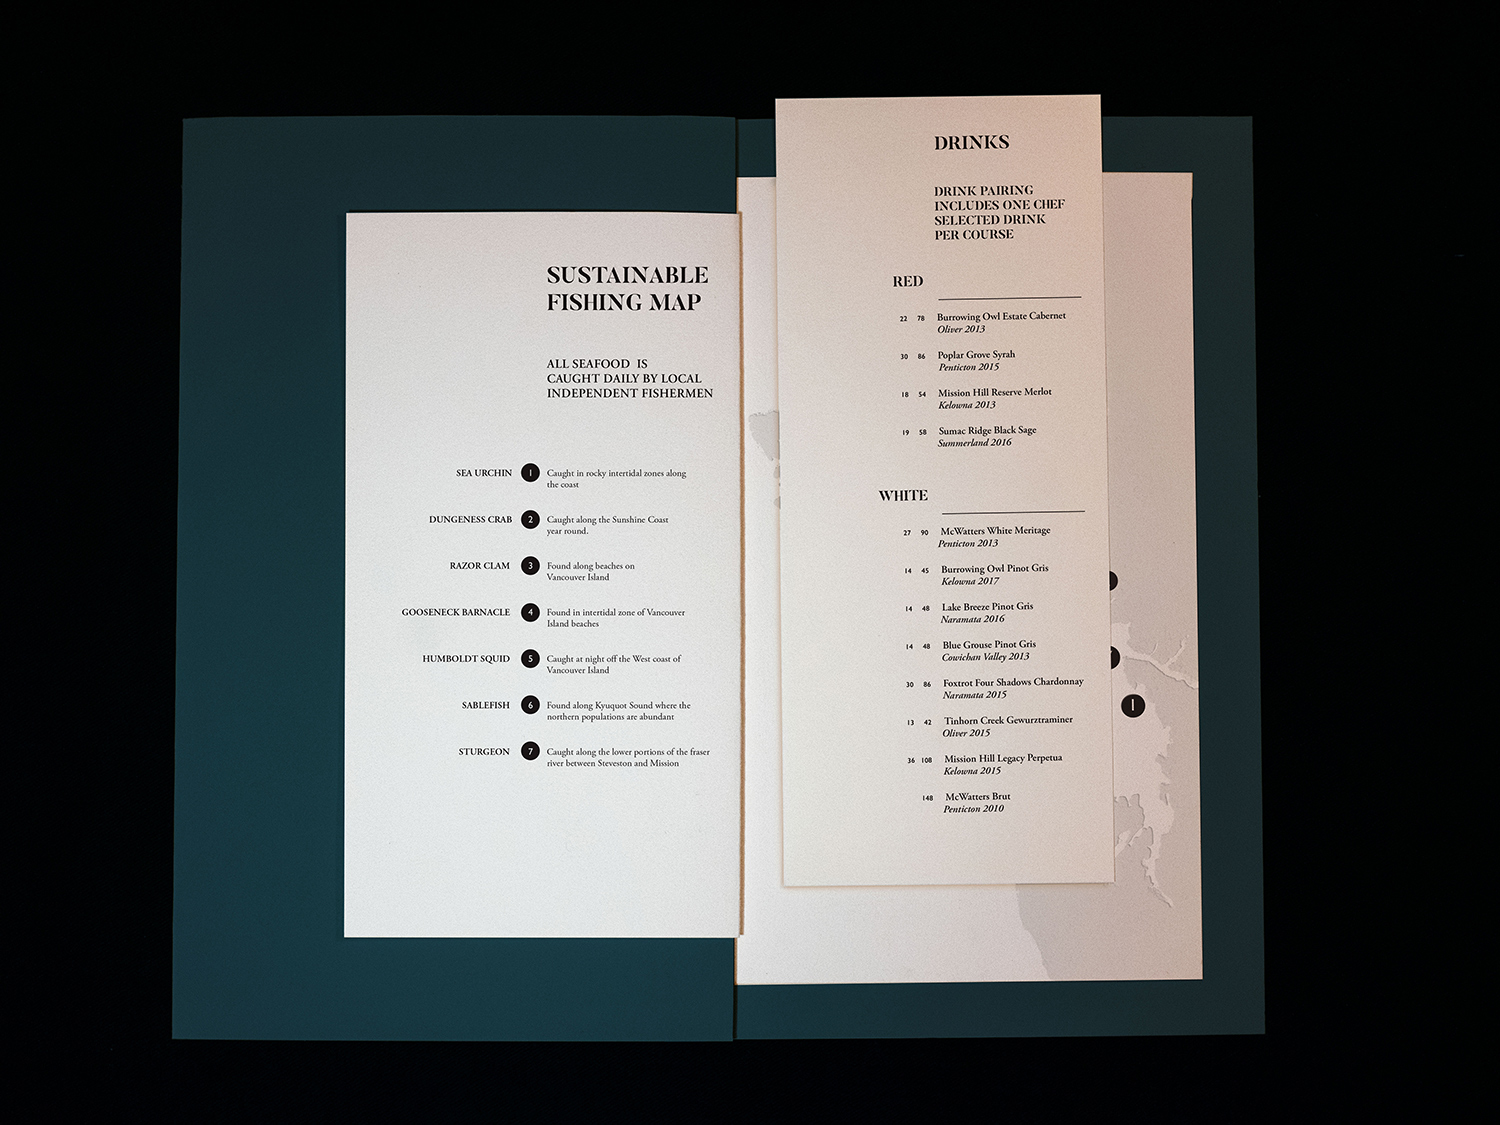 SUSTAINABLE
FISHING MAP
ALL SEAFOOD IS
CAUGHT DAILY BY LOCAL
INDEPENDENT FISHERMEN
SEA URCHIN 1 Caught in rocky intertidal zones along
the coast
DUNGENESS CRAB 2 Caught along the Sunshine Coast
year round.
RAZOR CLAM 3 Found along beaches on
Vancouver Island
GOOSENECK BARNACLE 4 Found in intertidal zone of Vancouver
Island beaches
HUMBOLDT SQUID 5 Caught at night off the West coast of
Vancouver Island
SABLEFISH 6 Found along Kyuquot Sound where the
northern populations are abundant
STURGEON 7 Caught along the lower portions of the fraser
river between Steveston and Mission
DRINKS
DRINK PAIRING
INCLUDES ONE CHEF
SELECTED DRINK
PER COURSE
RED
22 78 Burrowing Owl Estate Cabernet
Oliver 2013
30 86 Poplar Grove Syrah
Penticton 2015
18 54 Mission Hill Reserve Merlot
Kelowna 2013
19 58 Sumac Ridge Black Sage
Summerland 2016
WHITE
27 90 McWatters White Meritage
Penticton 2013
14 45 Burrowing Owl Pinot Gris
Kelowna 2017
14 48 Lake Breeze Pinot Gris
Naramata 2016
14 48 Blue Grouse Pinot Gris
Cowichan Valley 2013
30 86 Foxtrot Four Shadows Chardonnay
Naramata 2015
13 42 Tinhorn Creek Gewurztraminer
Oliver 2015
36 108 Mission Hill Legacy Perpetua
Kelowna 2015
148 McWatters Brut
Penticton 2010
1